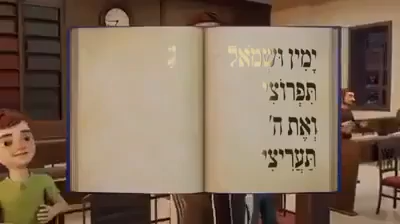 יָמִין וּשְׂמֹאל
תִּפְרוֹצִי
וְאֶת ה'
תַּעֲרִיצִי